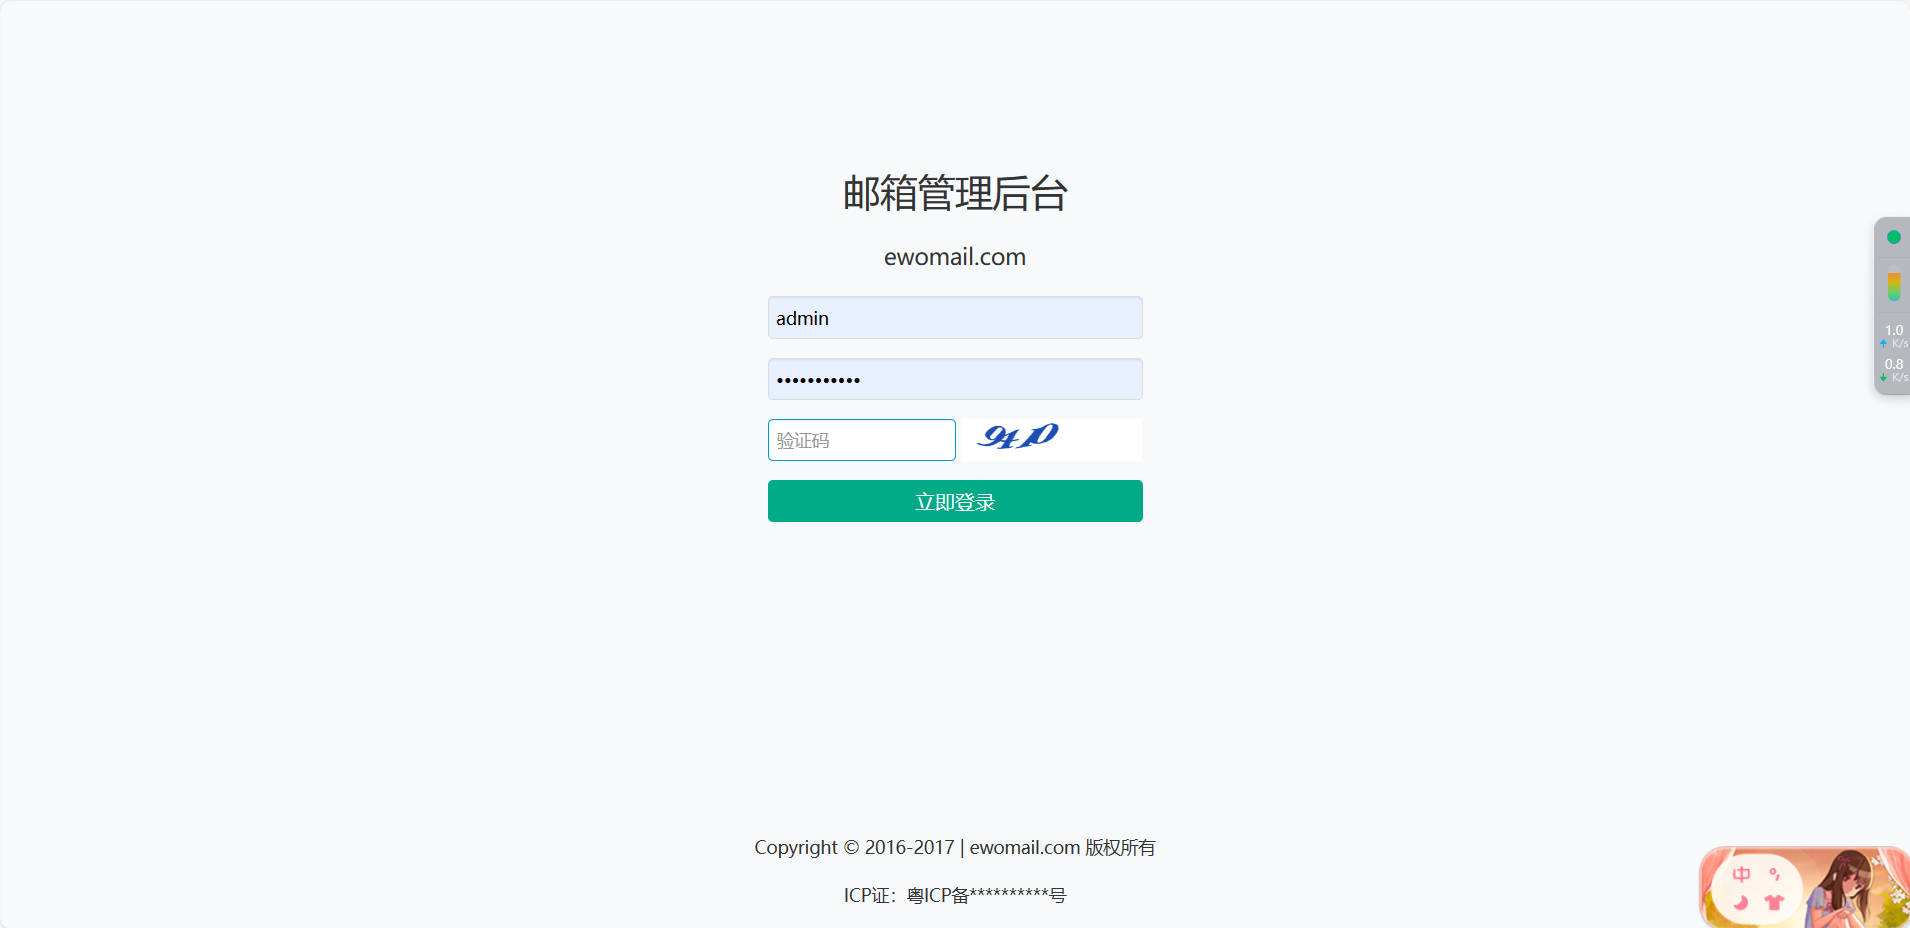 邮箱管理后台
ewomail.com
admin
•••••••••••
验证码
立即登录
1.0
K/s
0.8
K/s
Copyright © 2016-2017 | ewomail.com 版权所有
ICP证：粤ICP备**********号
中